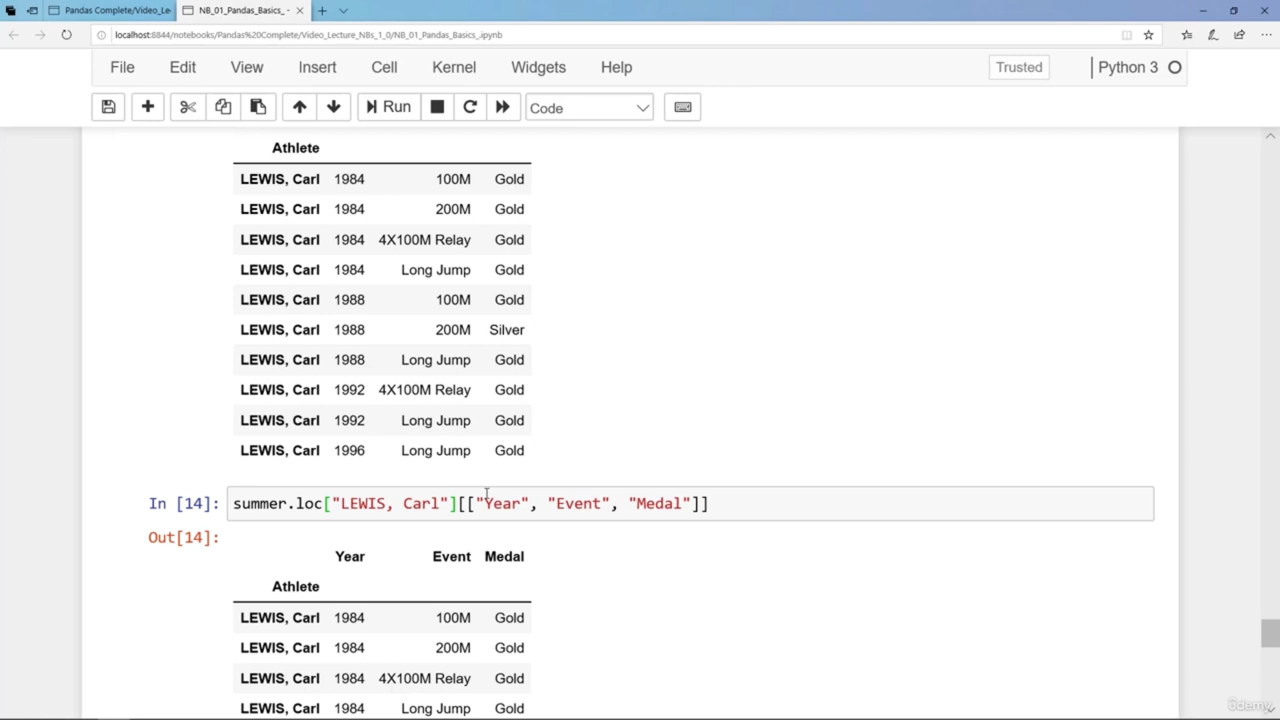 Pandas Complete/Video_Le
NB_01_Pandas_Basics_ -
localhost:8844/notebooks/Pandas%20Complete/Video_Lecture_NBs_1_0/NB_01_Pandas_Basics_.ipynb
File Edit View Insert Cell Kernel Widgets Help Trusted Python 3
Run Code
Athlete
LEWIS, Carl 1984 100M Gold
LEWIS, Carl 1984 200M Gold
LEWIS, Carl 1984 4X100M Relay Gold
LEWIS, Carl 1984 Long Jump Gold
LEWIS, Carl 1988 100M Gold
LEWIS, Carl 1988 200M Silver
LEWIS, Carl 1988 Long Jump Gold
LEWIS, Carl 1992 4X100M Relay Gold
LEWIS, Carl 1992 Long Jump Gold
LEWIS, Carl 1996 Long Jump Gold
In [14]: summer.loc["LEWIS, Carl"][["Year", "Event", "Medal"]]
Out[14]:
Year Event Medal
Athlete
LEWIS, Carl 1984 100M Gold
LEWIS, Carl 1984 200M Gold
LEWIS, Carl 1984 4X100M Relay Gold
LEWIS, Carl 1984 Long Jump Gold
ûdemy